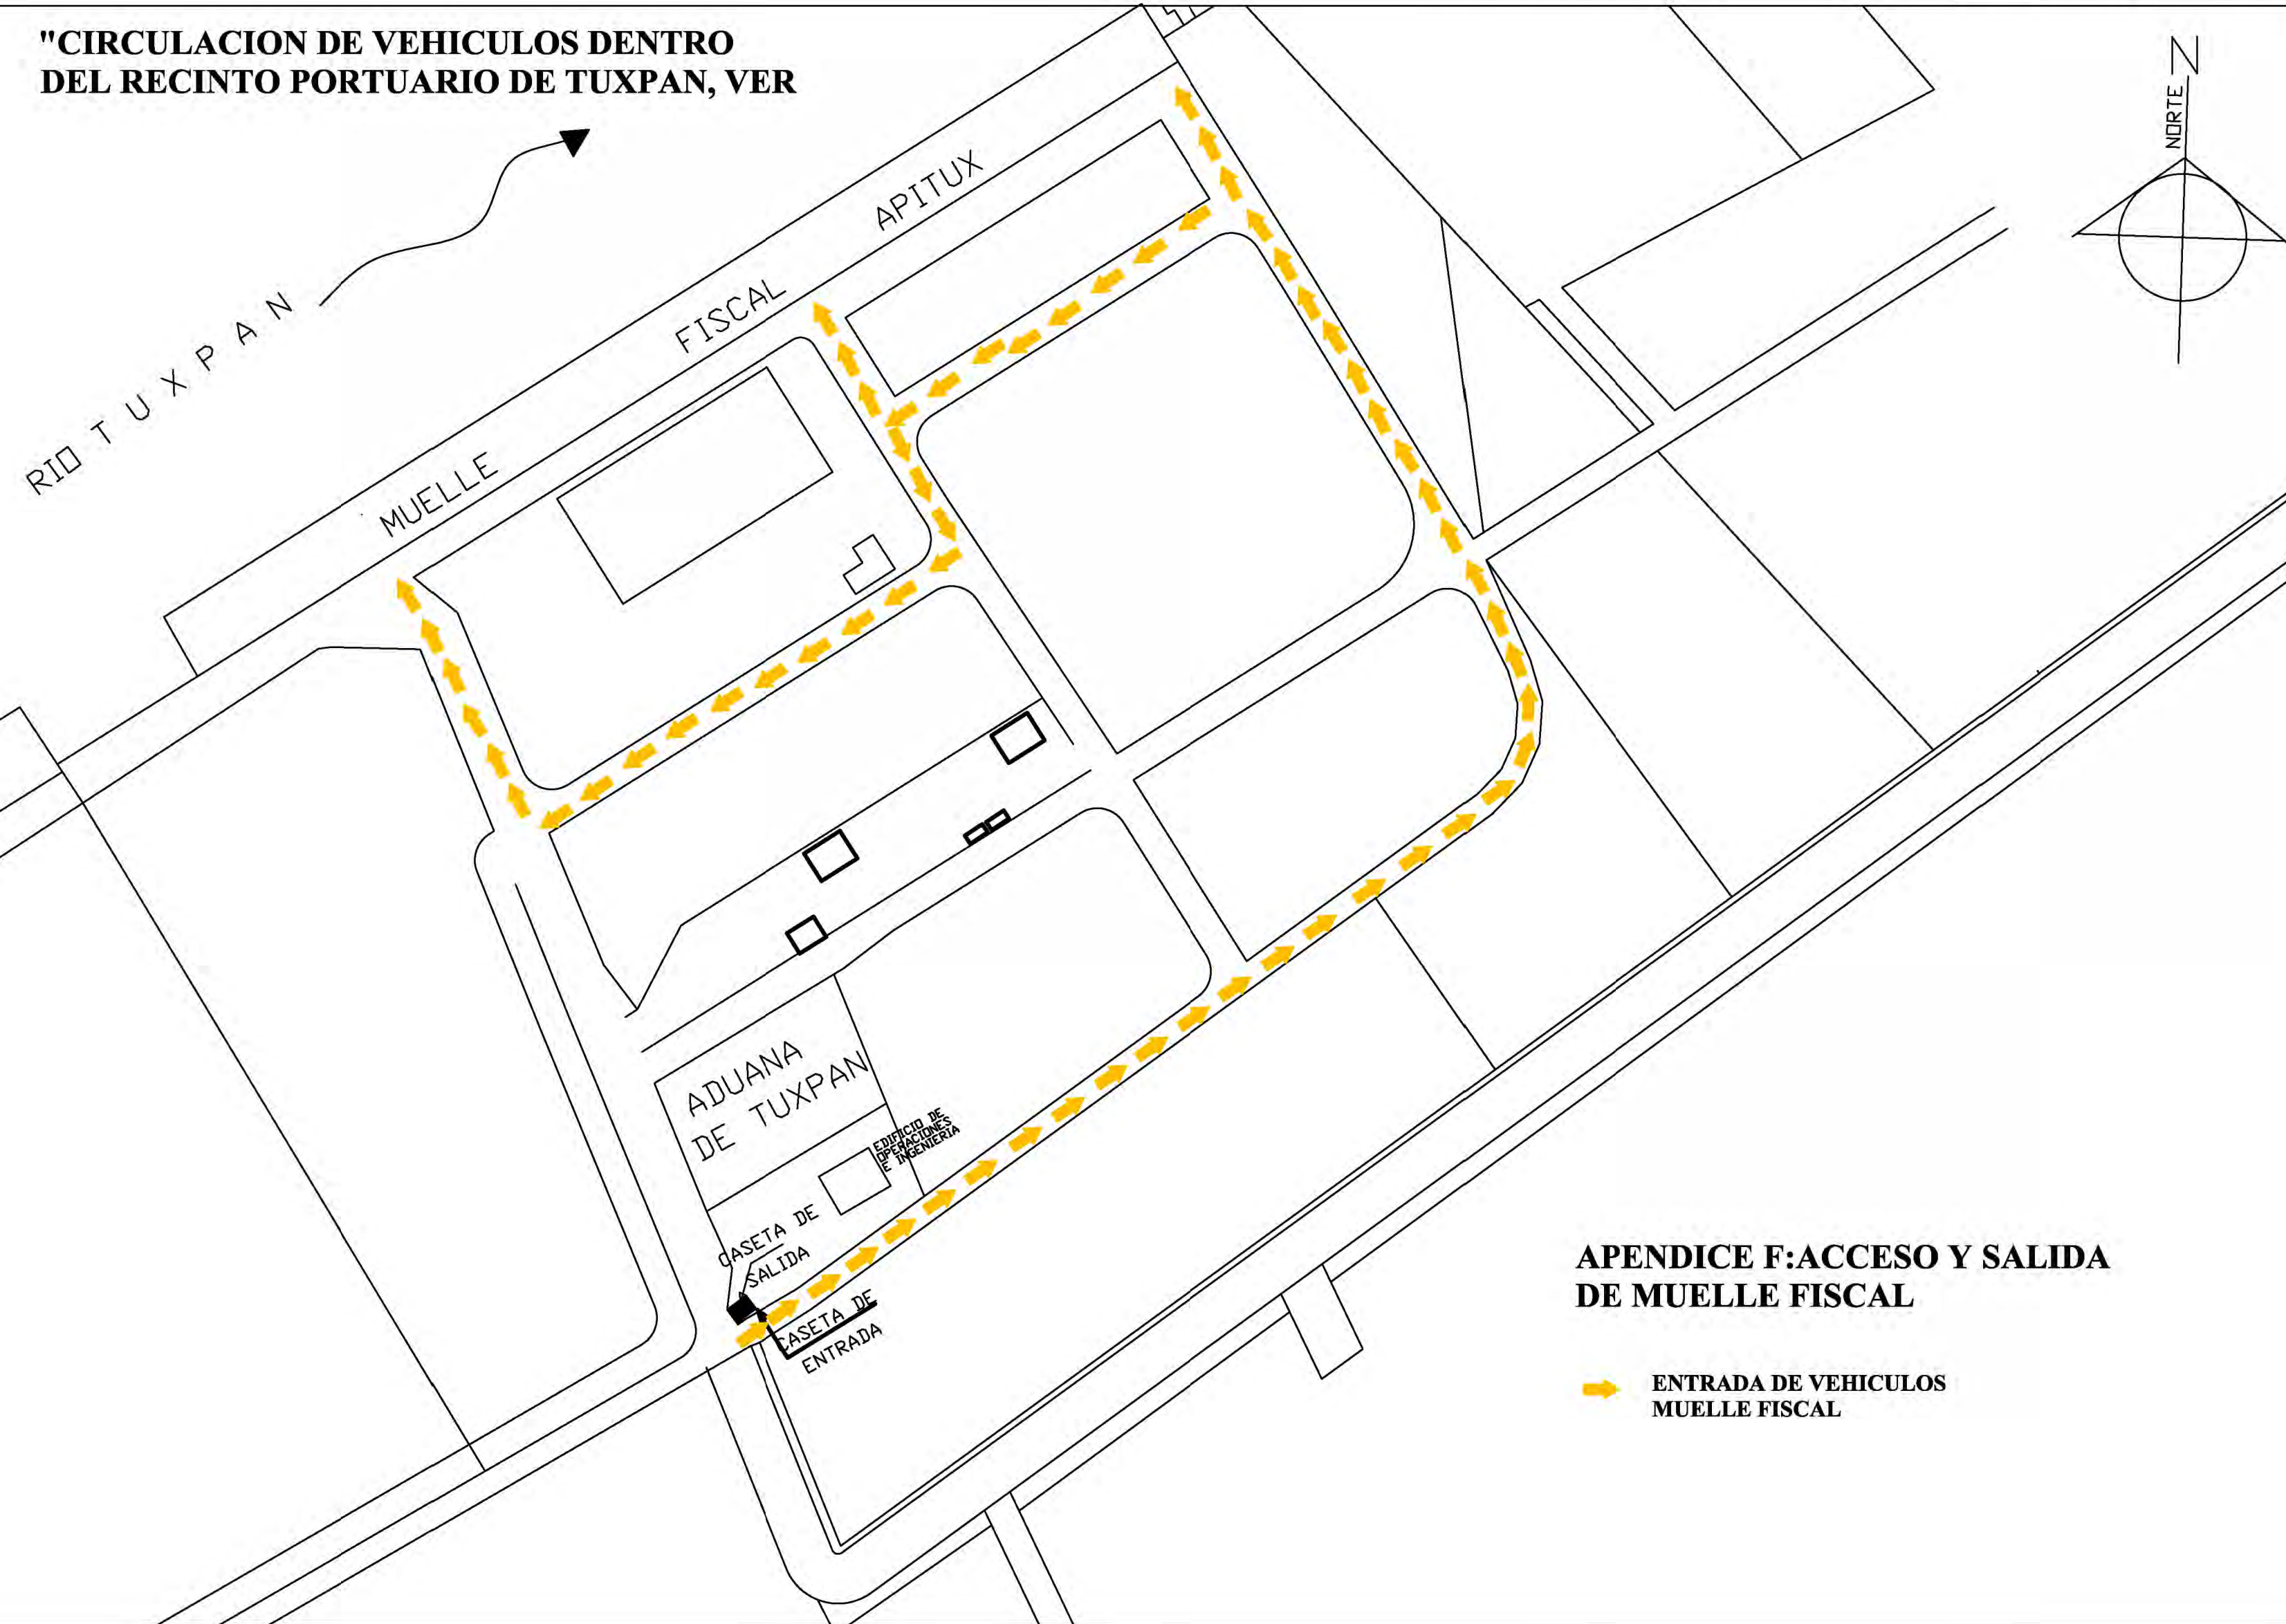 "CIRCULACION DE VEHICULOS DENTRO
DEL RECINTO PORTUARIO DE TUXPAN, VER
N
NORTE
RIO TUXPAN
MUELLE FISCAL APITUX
ADUANA
DE TUXPAN
EDIFICIO DE
OPERACIONES
E INGENIERIA
CASETA DE
SALIDA
CASETA DE
ENTRADA
APENDICE F:ACCESO Y SALIDA
DE MUELLE FISCAL
ENTRADA DE VEHICULOS
MUELLE FISCAL